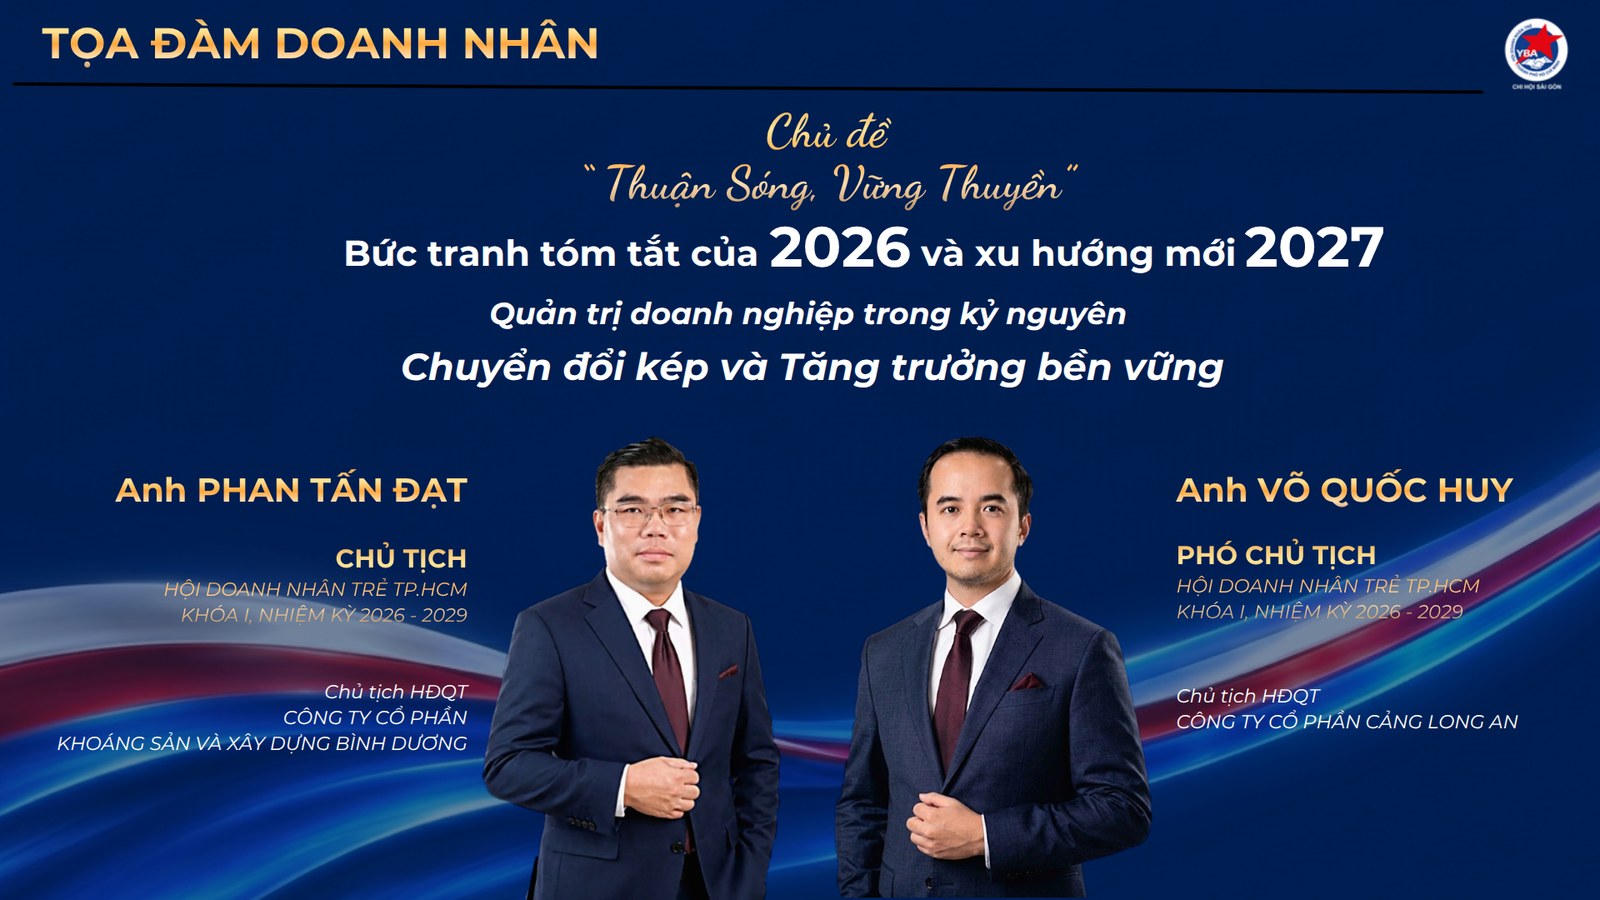 TỌA ĐÀM DOANH NHÂN
YBA
CHI HỘI SÀI GÒN
Chủ đề
“Thuận Sóng, Vững Thuyền”
Bức tranh tóm tắt của 2026 và xu hướng mới 2027
Quản trị doanh nghiệp trong kỷ nguyên
Chuyển đổi kép và Tăng trưởng bền vững
Anh PHAN TẤN ĐẠT
CHỦ TỊCH
HỘI DOANH NHÂN TRẺ TP.HCM
KHÓA I, NHIỆM KỲ 2026 - 2029
Chủ tịch HĐQT
CÔNG TY CỔ PHẦN
KHOÁNG SẢN VÀ XÂY DỰNG BÌNH DƯƠNG
Anh VÕ QUỐC HUY
PHÓ CHỦ TỊCH
HỘI DOANH NHÂN TRẺ TP.HCM
KHÓA I, NHIỆM KỲ 2026 - 2029
Chủ tịch HĐQT
CÔNG TY CỔ PHẦN CẢNG LONG AN